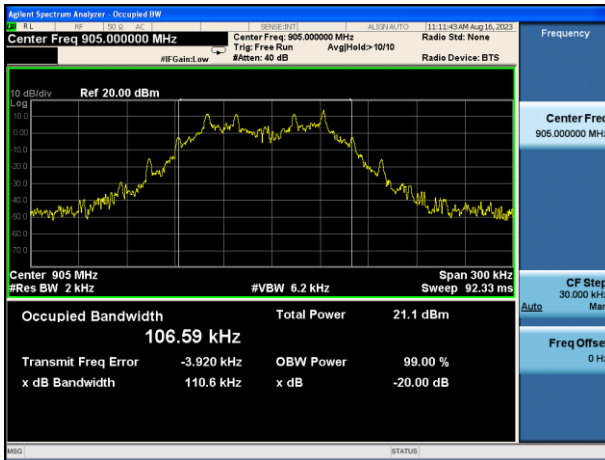 Agilent Spectrum Analyzer - Occupied BW
RL RF 50 Ω AC SENSE:INT ALIGN AUTO 11:11:43 AM Aug 16, 2023
Center Freq 905.000000 MHz Center Freq: 905.000000 MHz Radio Std: None
Trig: Free Run Avg|Hold:> 10/10
#IFGain:Low #Atten: 40 dB Radio Device: BTS
10 dB/div Ref 20.00 dBm
Log
10.0
0.00
-10.0
-20.0
-30.0
-40.0
-50.0
-60.0
-70.0
Center 905 MHz Span 300 kHz
#Res BW 2 kHz #VBW 6.2 kHz Sweep 92.33 ms
Occupied Bandwidth Total Power 21.1 dBm
106.59 kHz
Transmit Freq Error -3.920 kHz OBW Power 99.00 %
x dB Bandwidth 110.6 kHz x dB -20.00 dB
MSG STATUS
Frequency
Center Freq
905.000000 MHz
CF Step
30.000 kHz
Auto Man
Freq Offset
0 Hz